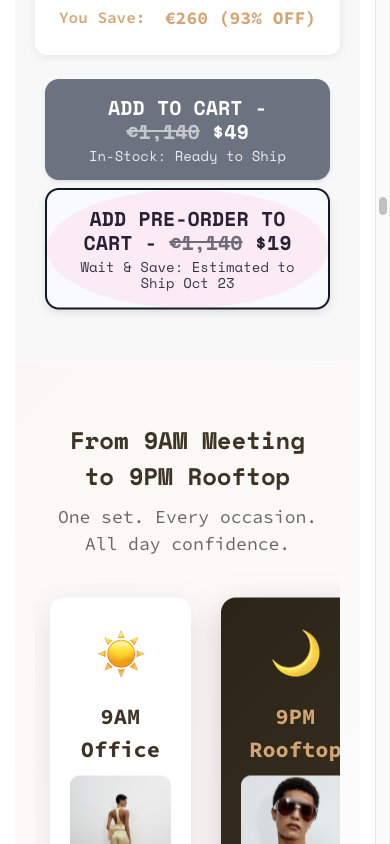 You Save: €260 (93% OFF)
ADD TO CART -
€1,140 $49
In-Stock: Ready to Ship
ADD PRE-ORDER TO
CART - €1,140 $19
Wait & Save: Estimated to
Ship Oct 23
From 9AM Meeting
to 9PM Rooftop
One set. Every occasion.
All day confidence.
9AM
Office
9PM
Rooftop